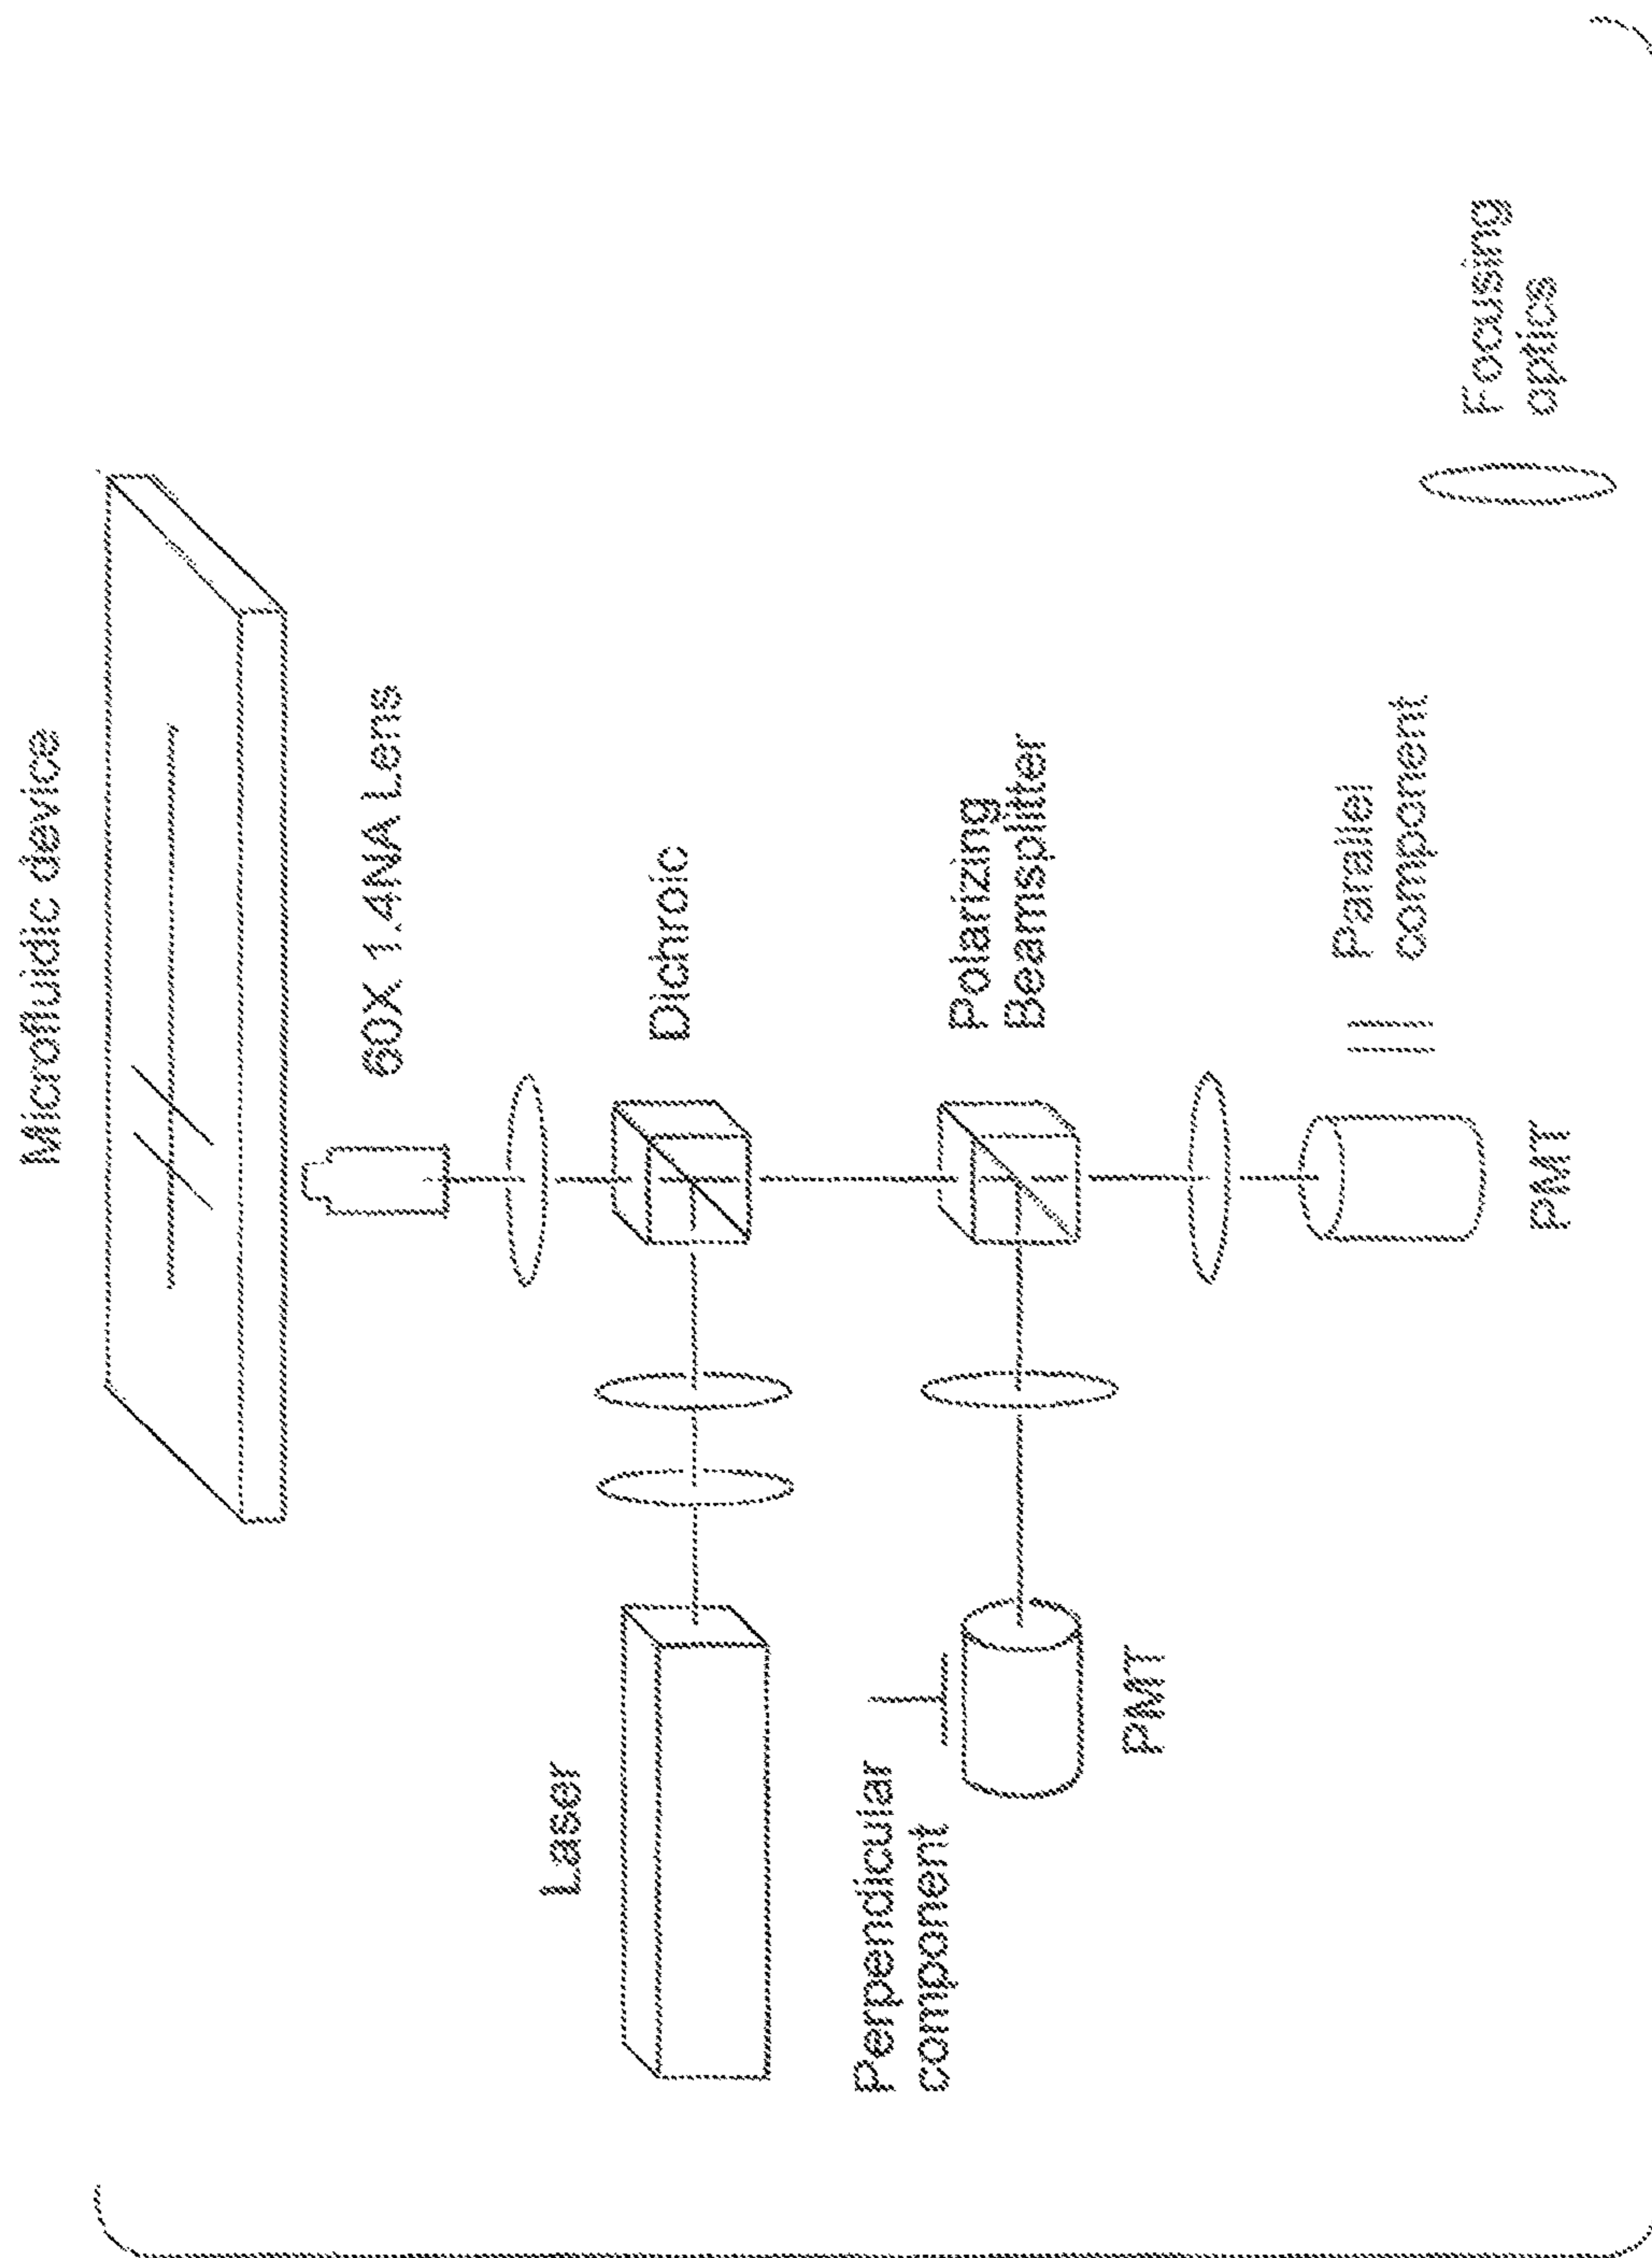 Microfluidic device
60X 1.4NA Lens
Laser
Dichroic
Perpendicular
component
Polarizing
Beamsplitter
PMT
Parallel
component
PMT
Focusing
optics